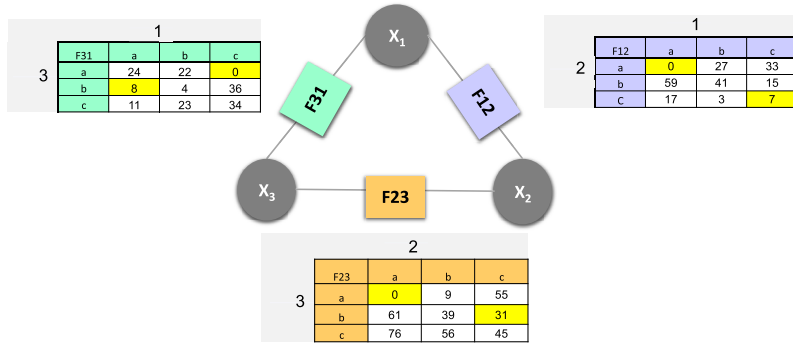 1
F31 a b c
3
a 24 22 0
b 8 4 36
c 11 23 34
X1
F31
F12
X3
F23
X2
1
F12 a b c
2
a 0 27 33
b 59 41 15
C 17 3 7
2
F23 a b c
3
a 0 9 55
b 61 39 31
c 76 56 45